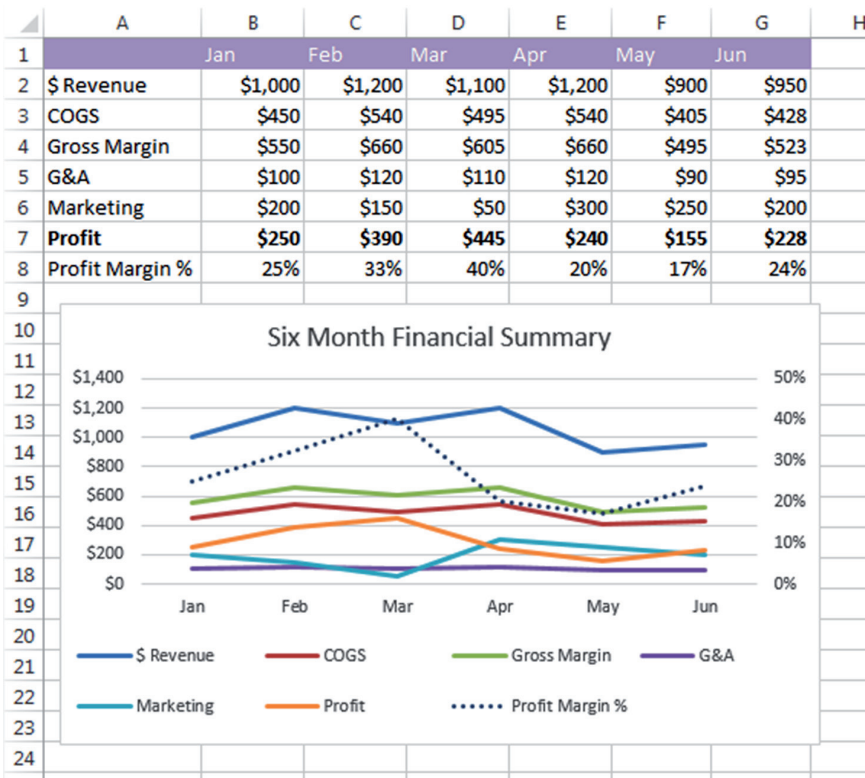 A B C D E F G H
1 Jan Feb Mar Apr May Jun
2 $ Revenue $1,000 $1,200 $1,100 $1,200 $900 $950
3 COGS $450 $540 $495 $540 $405 $428
4 Gross Margin $550 $660 $605 $660 $495 $523
5 G&A $100 $120 $110 $120 $90 $95
6 Marketing $200 $150 $50 $300 $250 $200
7 Profit $250 $390 $445 $240 $155 $228
8 Profit Margin % 25% 33% 40% 20% 17% 24%
9
10 Six Month Financial Summary
11
$1,400 50%
12
$1,200
13 40%
$1,000
14
$800 30%
15
$600 20%
16
$400
17 10%
$200
18
$0 0%
19 Jan Feb Mar Apr May Jun
20
21 $ Revenue COGS Gross Margin G&A
22
23 Marketing Profit Profit Margin %
24